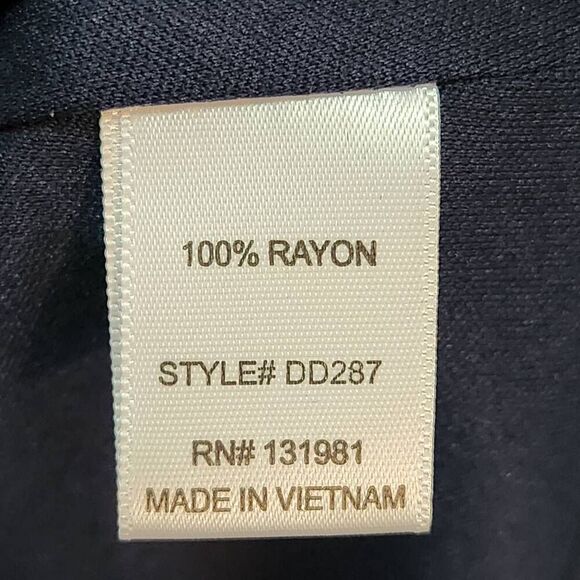 100% RAYON
STYLE# DD287
RN# 131981
MADE IN VIETNAM